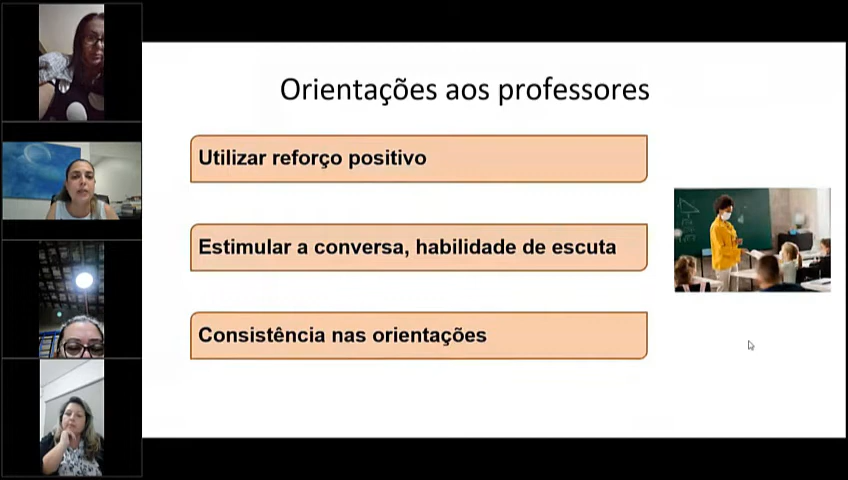 Orientações aos professores
Utilizar reforço positivo
Estimular a conversa, habilidade de escuta
Consistência nas orientações